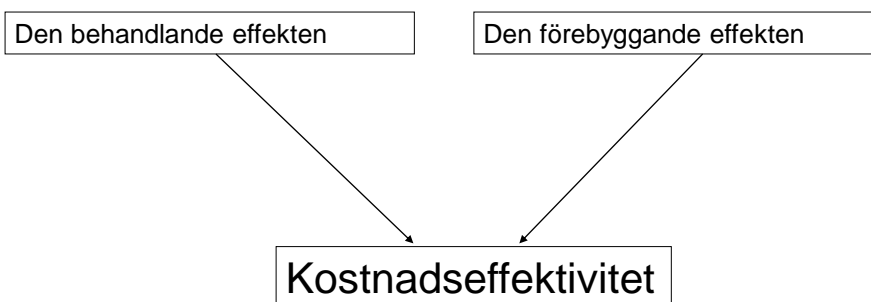 Den behandlande effekten
Den förebyggande effekten
Kostnadseffektivitet